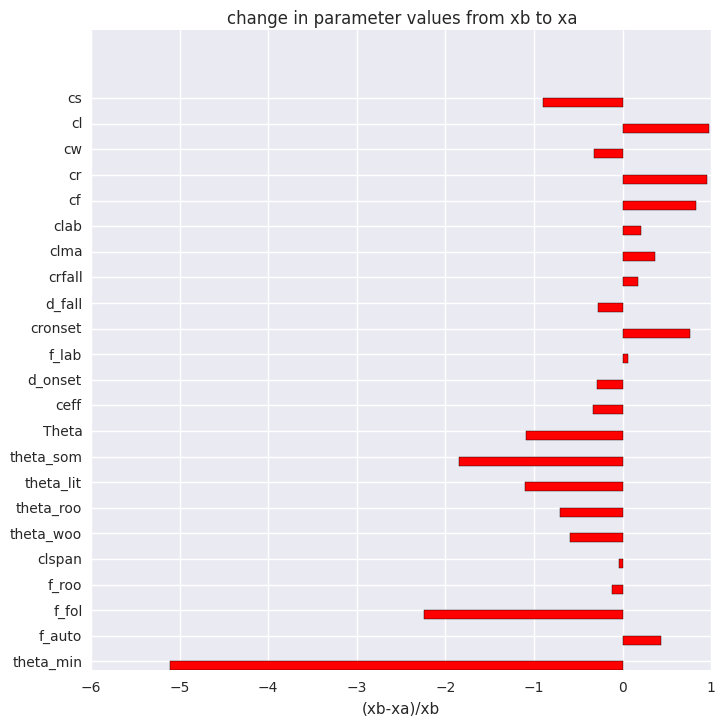 change in parameter values from xb to xa
cs
cl
cw
cr
cf
clab
clma
crfall
d_fall
cronset
f_lab
d_onset
ceff
Theta
theta_som
theta_lit
theta_roo
theta_woo
clspan
f_roo
f_fol
f_auto
theta_min
−6 −5 −4 −3 −2 −1 0 1
(xb-xa)/xb